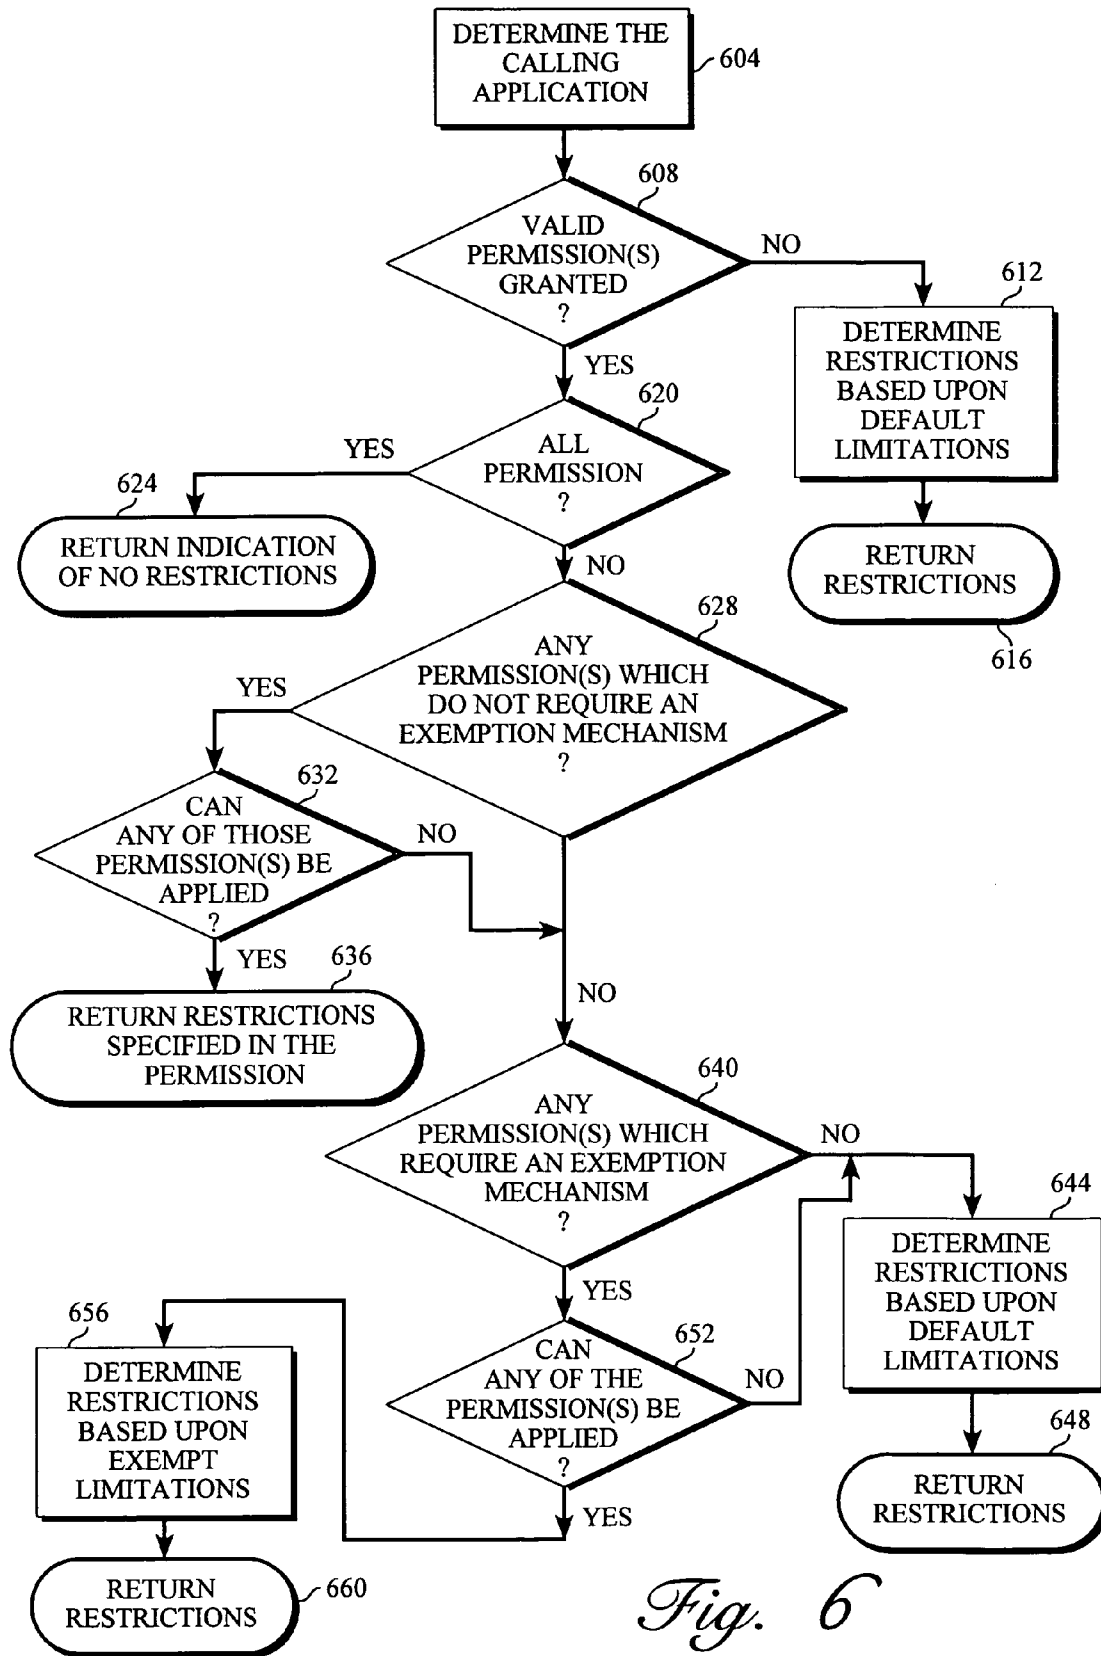 DETERMINE THE
CALLING
APPLICATION
604
608
VALID
PERMISSION(S)
GRANTED
?
NO
612
DETERMINE
RESTRICTIONS
BASED UPON
DEFAULT
LIMITATIONS
YES
620
ALL
PERMISSION
?
YES
624
RETURN INDICATION
OF NO RESTRICTIONS
RETURN
RESTRICTIONS
616
NO
628
ANY
PERMISSION(S) WHICH
DO NOT REQUIRE AN
EXEMPTION MECHANISM
?
YES
632
CAN
ANY OF THOSE
PERMISSION(S) BE
APPLIED
?
NO
YES
636
RETURN RESTRICTIONS
SPECIFIED IN THE
PERMISSION
NO
640
ANY
PERMISSION(S) WHICH
REQUIRE AN EXEMPTION
MECHANISM
?
NO
644
DETERMINE
RESTRICTIONS
BASED UPON
DEFAULT
LIMITATIONS
YES
652
CAN
ANY OF THE
PERMISSION(S) BE
APPLIED
?
NO
648
RETURN
RESTRICTIONS
YES
656
DETERMINE
RESTRICTIONS
BASED UPON
EXEMPT
LIMITATIONS
RETURN
RESTRICTIONS
660
Fig. 6